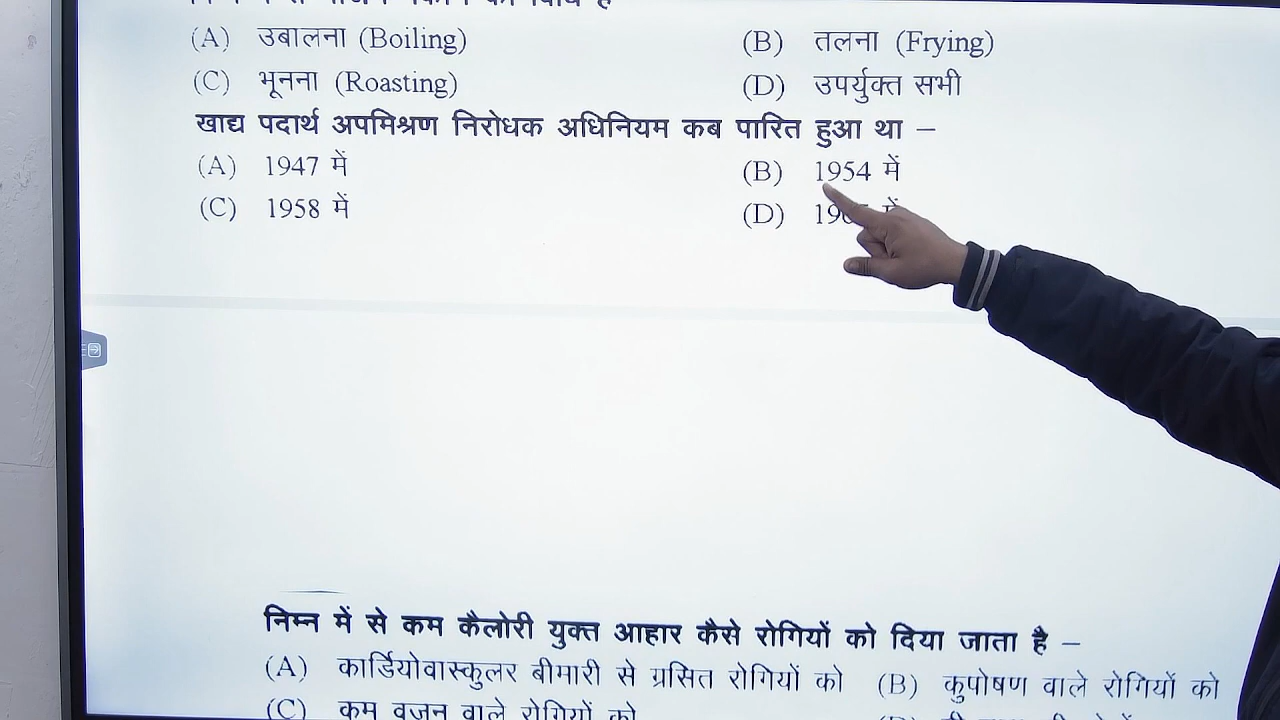 (A) उबालना (Boiling) (B) तलना (Frying)
(C) भूनना (Roasting) (D) उपर्युक्त सभी
खाद्य पदार्थ अपमिश्रण निरोधक अधिनियम कब पारित हुआ था –
(A) 1947 में (B) 1954 में
(C) 1958 में (D)
निम्न में से कम कैलोरी युक्त आहार कैसे रोगियों को दिया जाता है –
(A) कार्डियोवास्कुलर बीमारी से ग्रसित रोगियों को (B) कुपोषण वाले रोगियों को
(C) कम वजन वाले रोगियों को